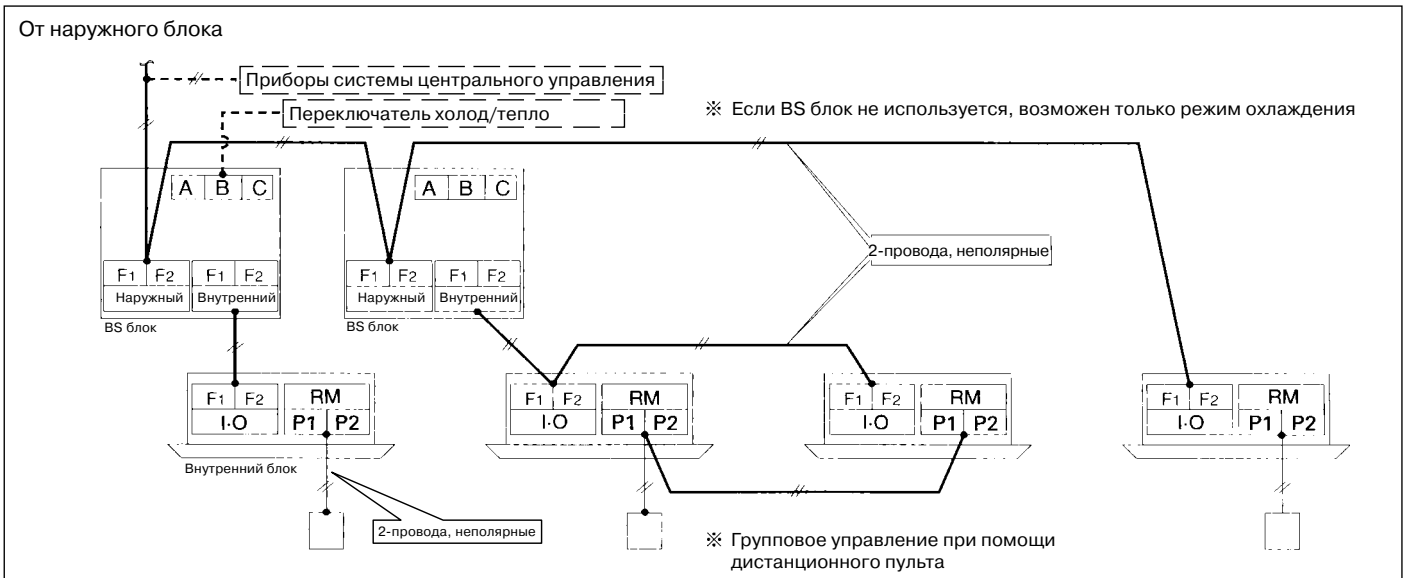 От наружного блока
Приборы системы центрального управления
Переключатель холод/тепло
※ Если BS блок не используется, возможен только режим охлаждения
A B C
A B C
2-провода, неполярные
F1 F2 F1 F2
Наружный Внутренний
BS блок
F1 F2 F1 F2
Наружный Внутренний
BS блок
F1 F2 RM
I·O P1 P2
Внутренний блок
F1 F2 RM
I·O P1 P2
F1 F2 RM
I·O P1 P2
F1 F2 RM
I·O P1 P2
2-провода, неполярные
※ Групповое управление при помощи
дистанционного пульта